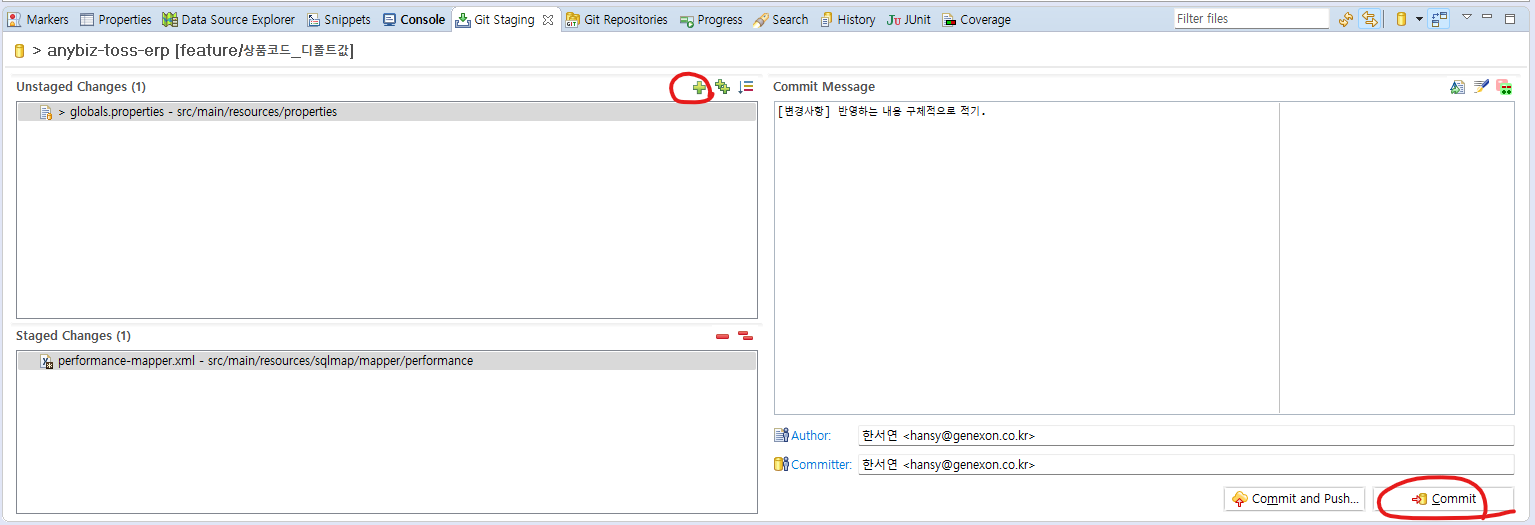 Markers Properties Data Source Explorer Snippets Console Git Staging Git Repositories Progress Search History JUnit Coverage Filter files
> anybiz-toss-erp [feature/상품코드_디폴트값]
Unstaged Changes (1)
> globals.properties - src/main/resources/properties
Staged Changes (1)
performance-mapper.xml - src/main/resources/sqlmap/mapper/performance
Commit Message
[변경사항] 반영하는 내용 구체적으로 적기.
Author: 한서연 <hansy@genexon.co.kr>
Committer: 한서연 <hansy@genexon.co.kr>
Commit and Push... Commit